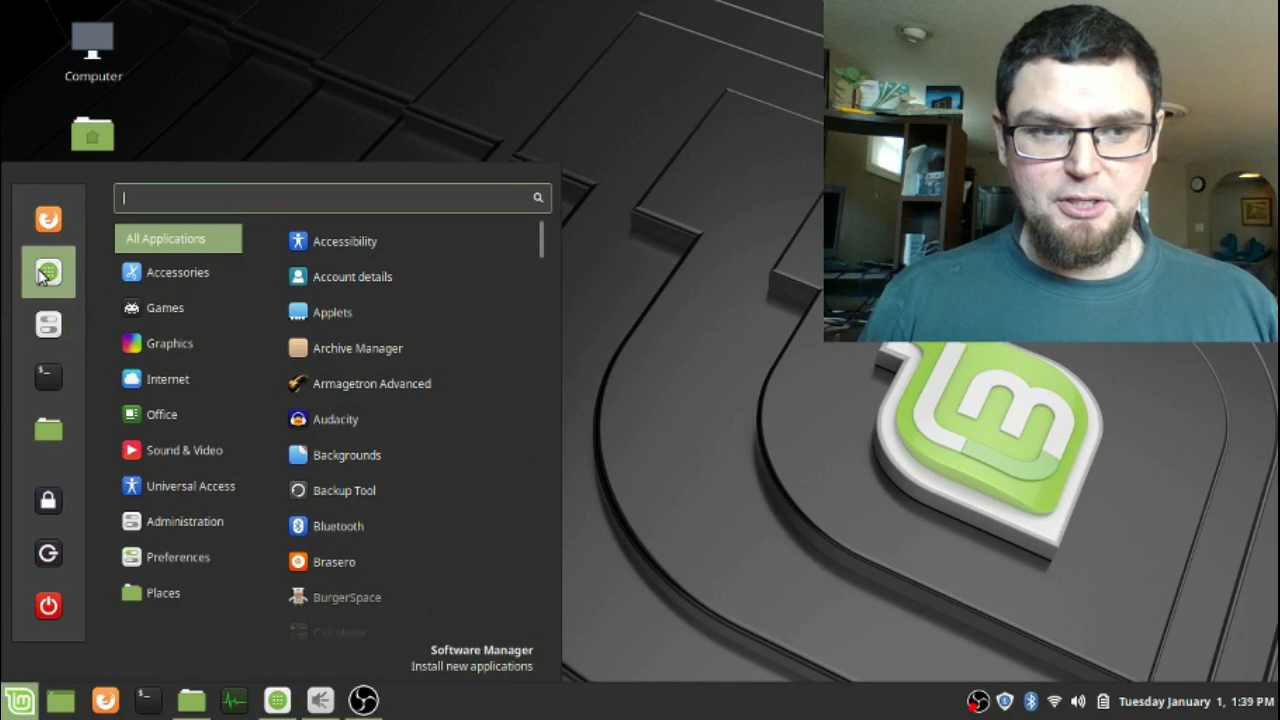 Computer
All Applications
Accessories
Games
Graphics
Internet
Office
Sound & Video
Universal Access
Administration
Preferences
Places
Accessibility
Account details
Applets
Archive Manager
Armagetron Advanced
Audacity
Backgrounds
Backup Tool
Bluetooth
Brasero
BurgerSpace
Calculator
Software Manager
Install new applications
$_
$_
Tuesday January 1, 1:39 PM